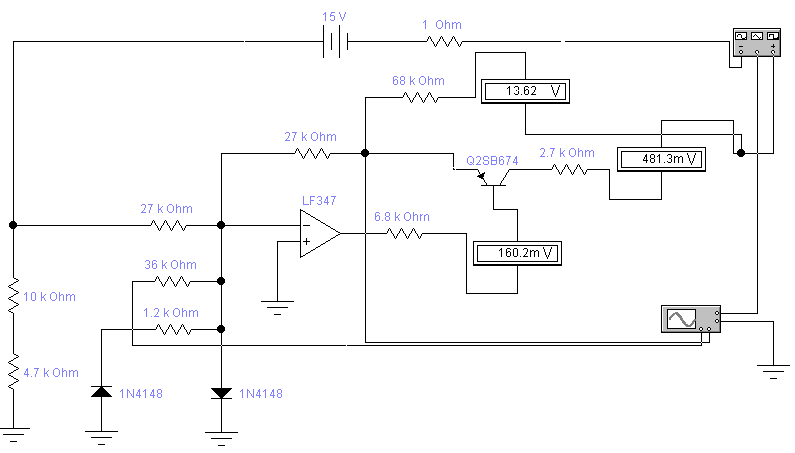 15 V
1 Ohm
68 k Ohm
13.62 V
27 k Ohm
Q2SB674
2.7 k Ohm
481.3m V
27 k Ohm
LF347
6.8 k Ohm
-
+
160.2m V
36 k Ohm
10 k Ohm
1.2 k Ohm
4.7 k Ohm
1N4148
1N4148